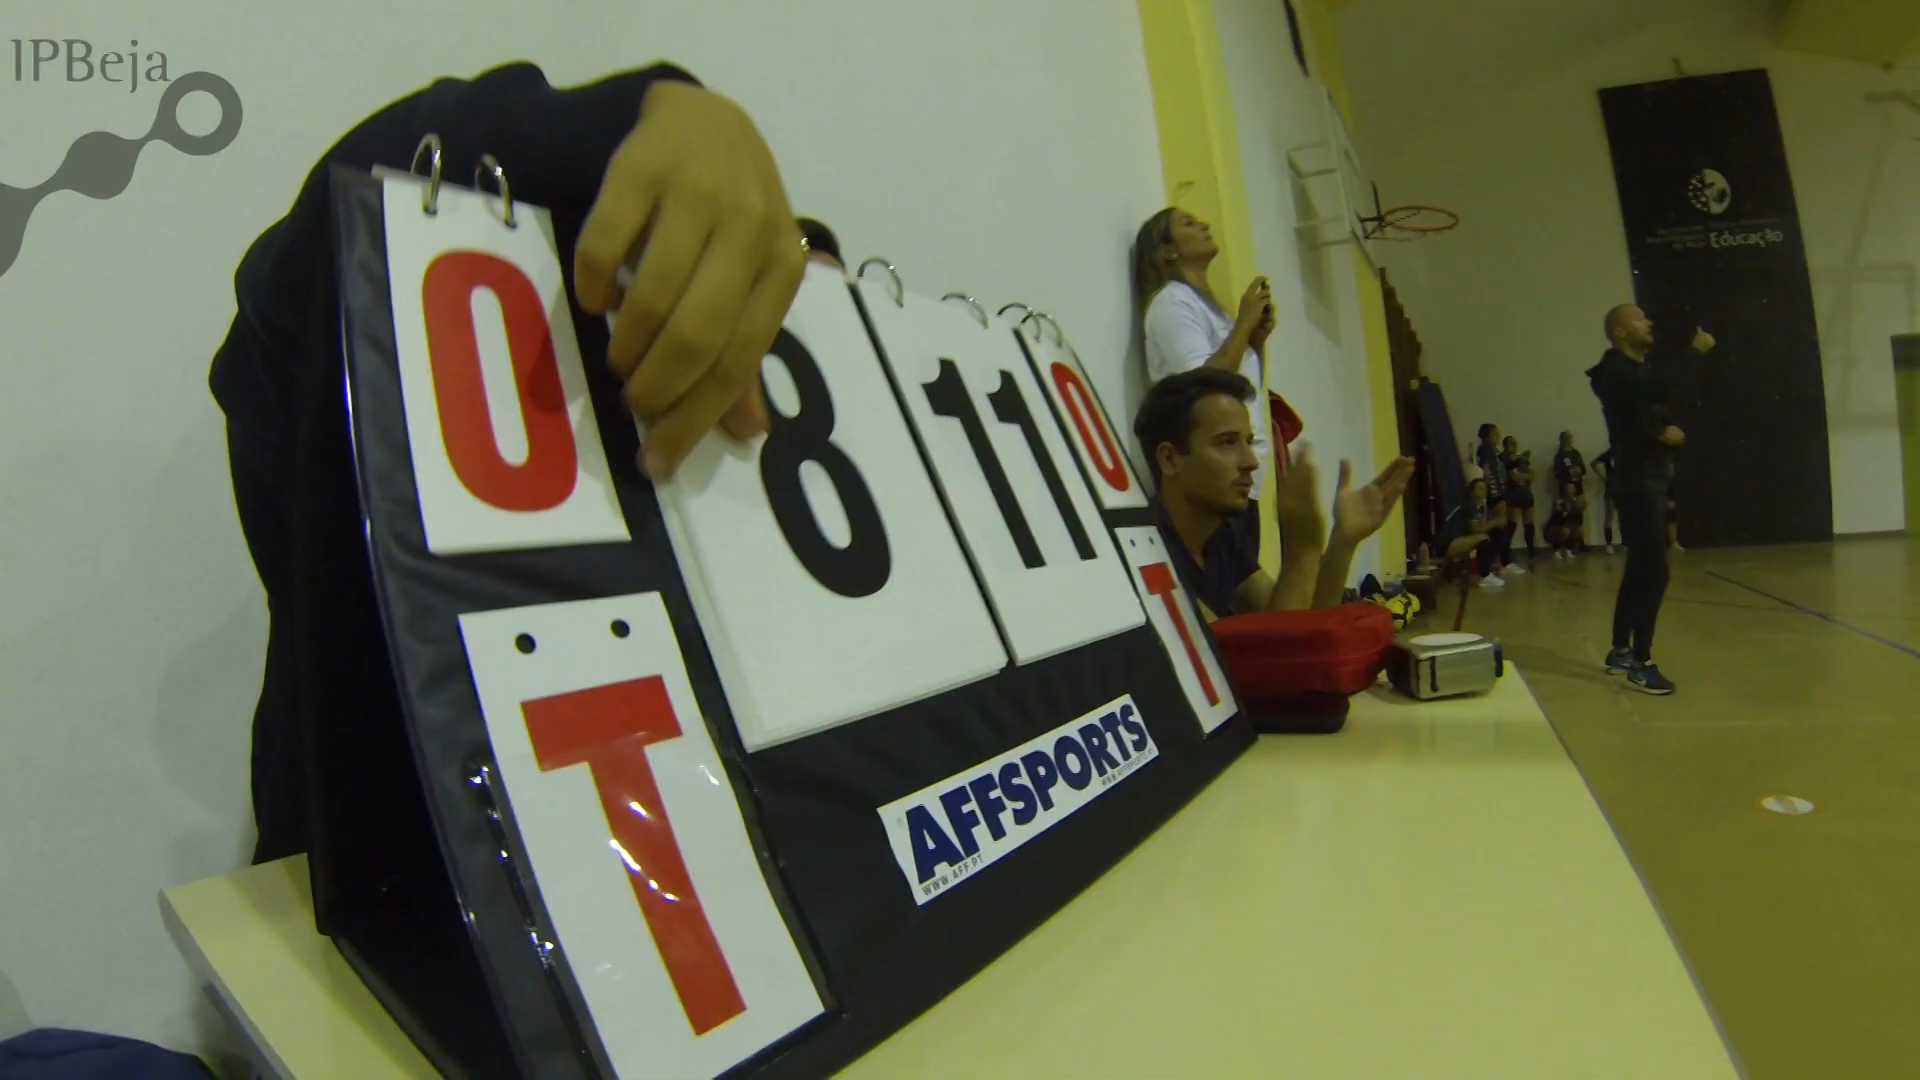 IPBeja
0
8
11
0
T
T
AFFSPORTS
WWW.AFF.PT
Educação